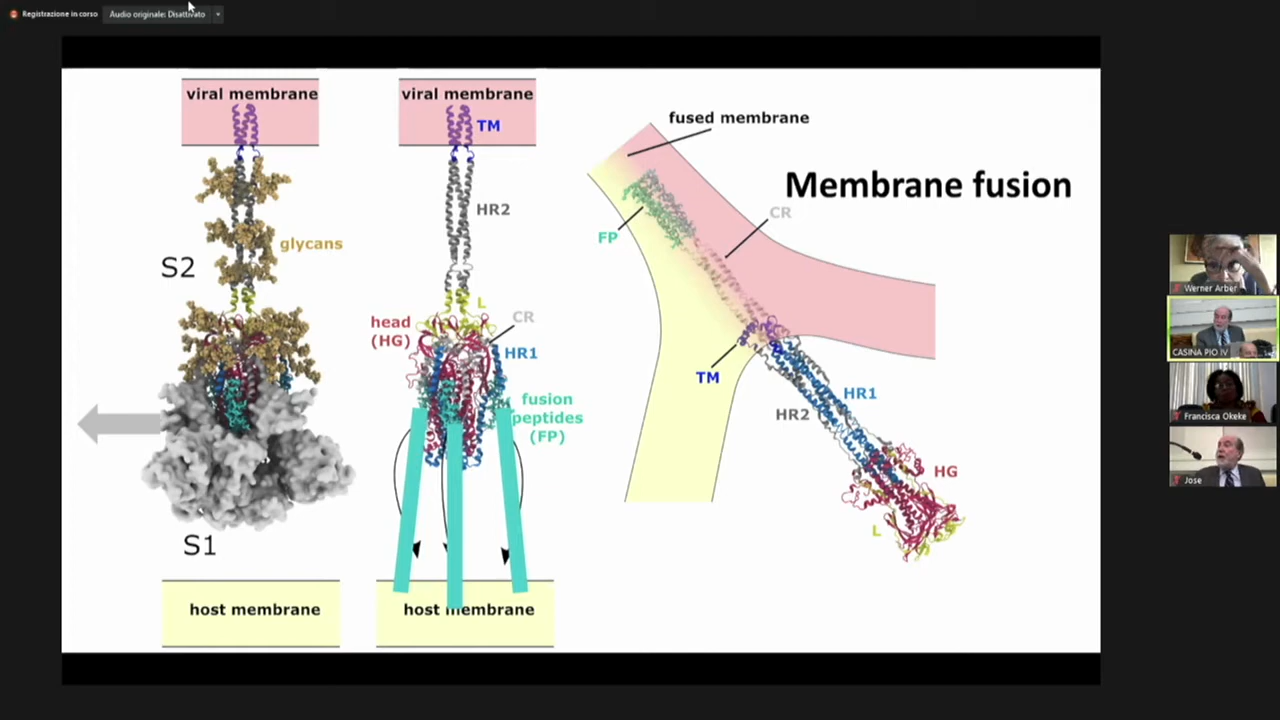 Registrazione in corso
Audio originale: Disattivato
viral membrane
glycans
S2
S1
host membrane
viral membrane
TM
HR2
L
head
(HG)
CR
HR1
fusion
peptides
(FP)
host membrane
fused membrane
Membrane fusion
CR
FP
TM
HR1
HR2
HG
L
Werner Arber
CASINA PIO IV
Francisca Okeke
Jose